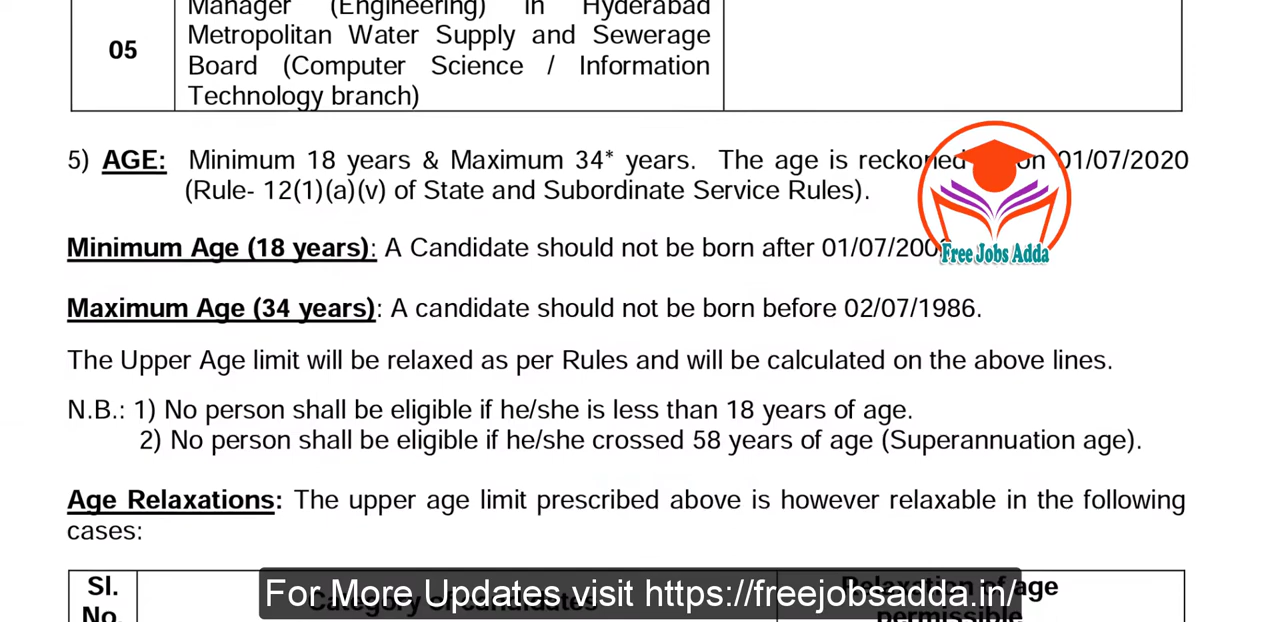 Manager (Engineering) in Hyderabad
05
Metropolitan Water Supply and Sewerage
Board (Computer Science / Information
Technology branch)
5) AGE: Minimum 18 years & Maximum 34* years. The age is reckoned on 01/07/2020
(Rule- 12(1)(a)(v) of State and Subordinate Service Rules).
Minimum Age (18 years): A Candidate should not be born after
Free Jobs Adda
Maximum Age (34 years): A candidate should not be born before 02/07/1986.
The Upper Age limit will be relaxed as per Rules and will be calculated on the above lines.
N.B.: 1) No person shall be eligible if he/she is less than 18 years of age.
2) No person shall be eligible if he/she crossed 58 years of age (Superannuation age).
Age Relaxations: The upper age limit prescribed above is however relaxable in the following
cases:
Sl.
No.
Category of candidates
Relaxation of age
permissible
For More Updates visit https://freejobsadda.in/